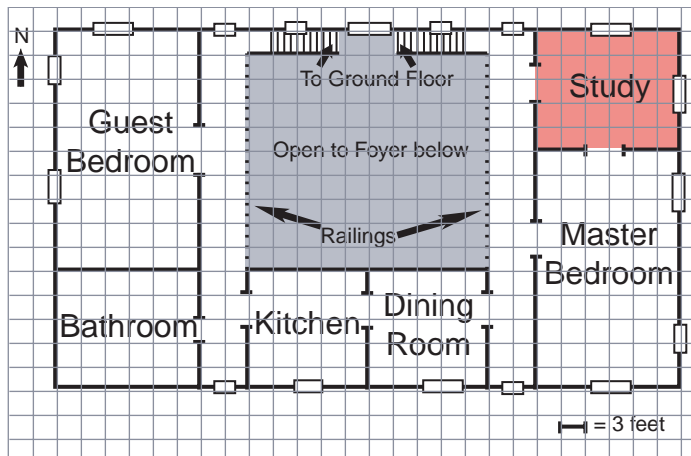 N
To Ground Floor
Study
Guest
Bedroom
Open to Foyer below
Railings
Master
Bedroom
Bathroom
Kitchen
Dining
Room
= 3 feet